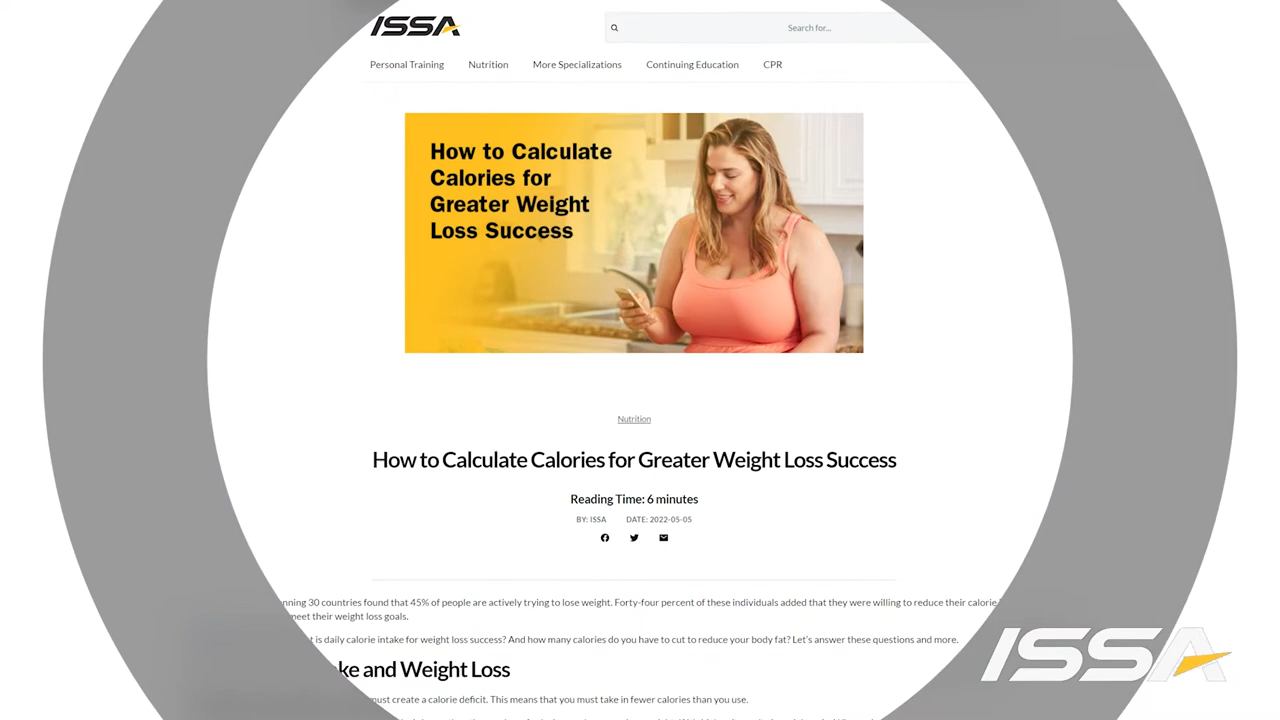 ISSA
Search for...
Personal Training Nutrition More Specializations Continuing Education CPR
How to Calculate
Calories for
Greater Weight
Loss Success
Nutrition
How to Calculate Calories for Greater Weight Loss Success
Reading Time: 6 minutes
BY: ISSA DATE: 2022-05-05
30 countries found that 45% of people are actively trying to lose weight. Forty-four percent of these individuals added that they were willing to reduce their calorie
meet their weight loss goals.
is daily calorie intake for weight loss success? And how many calories do you have to cut to reduce your body fat? Let's answer these questions and more.
ISSA
and Weight Loss
must create a calorie deficit. This means that you must take in fewer calories than you use.